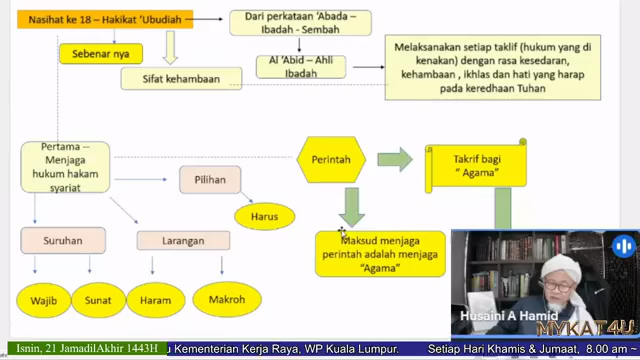 Nasihat ke 18 – Hakikat 'Ubudiah
Dari perkataan 'Abada –
Ibadah - Sembah
Sebenar nya
Sifat kehambaan
Al 'Abid – Ahli
Ibadah
Melaksanakan setiap taklif (hukum yang di
kenakan) dengan rasa kesedaran,
kehambaan , ikhlas dan hati yang harap
pada keredhaan Tuhan
Pertama –
Menjaga
hukum hakam
syariat
Pilihan
Harus
Suruhan
Larangan
Wajib
Sunat
Haram
Makroh
Perintah
Takrif bagi
" Agama"
Maksud menjaga
perintah adalah menjaga
"Agama"
Husaini A Hamid
MYKAT4U
Isnin, 21 JamadilAkhir 1443H
u Kementerian Kerja Raya, WP Kuala Lumpur. Setiap Hari Khamis & Jumaat, 8.00 am ~